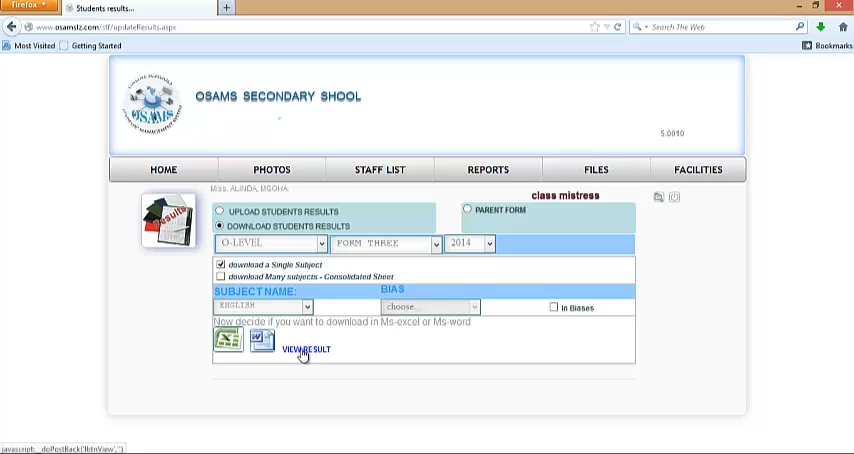 Firefox
Students results...
www.osamstz.com/stf/updateResults.aspx
Search The Web
Most Visited
Getting Started
Bookmarks
OSAMS
OSAMS SECONDARY SHOOL
S.0010
HOME
PHOTOS
STAFF LIST
REPORTS
FILES
FACILITIES
Miss. ALINDA, MGOHA
class mistress
Results
UPLOAD STUDENTS RESULTS
PARENT FORM
DOWNLOAD STUDENTS RESULTS
O-LEVEL
FORM THREE
2014
download a Single Subject
download Many subjects - Consolidated Sheet
SUBJECT NAME:
BIAS
ENGLISH
choose...
In Biases
Now decide if you want to download in Ms-excel or Ms-word
VIEW RESULT
javascript:__doPostBack('lbtnView','')